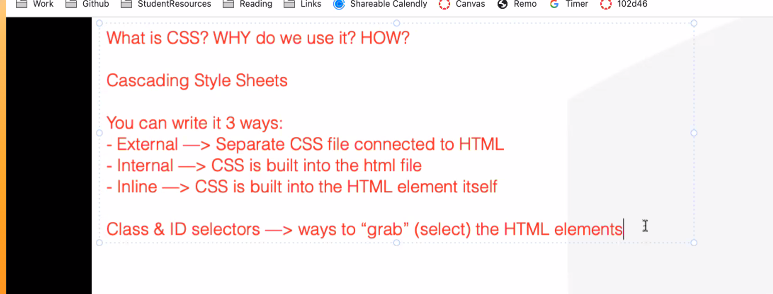 Work Github StudentResources Reading Links Shareable Calendly Canvas Remo Timer 102d46
What is CSS? WHY do we use it? HOW?
Cascading Style Sheets
You can write it 3 ways:
- External —> Separate CSS file connected to HTML
- Internal —> CSS is built into the html file
- Inline —> CSS is built into the HTML element itself
Class & ID selectors —> ways to “grab” (select) the HTML elements